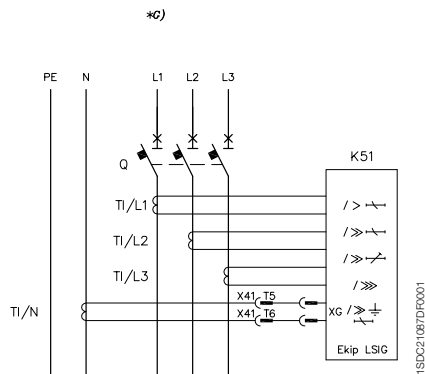 *G)
PE N L1 L2 L3
Q
K51
TI/L1
TI/L2
TI/L3
TI/N
X41 T5
X41 T6
/>
/≫
/≫
/⋙
XG /≫
Ekip LSIG
1SDC21087DF0001